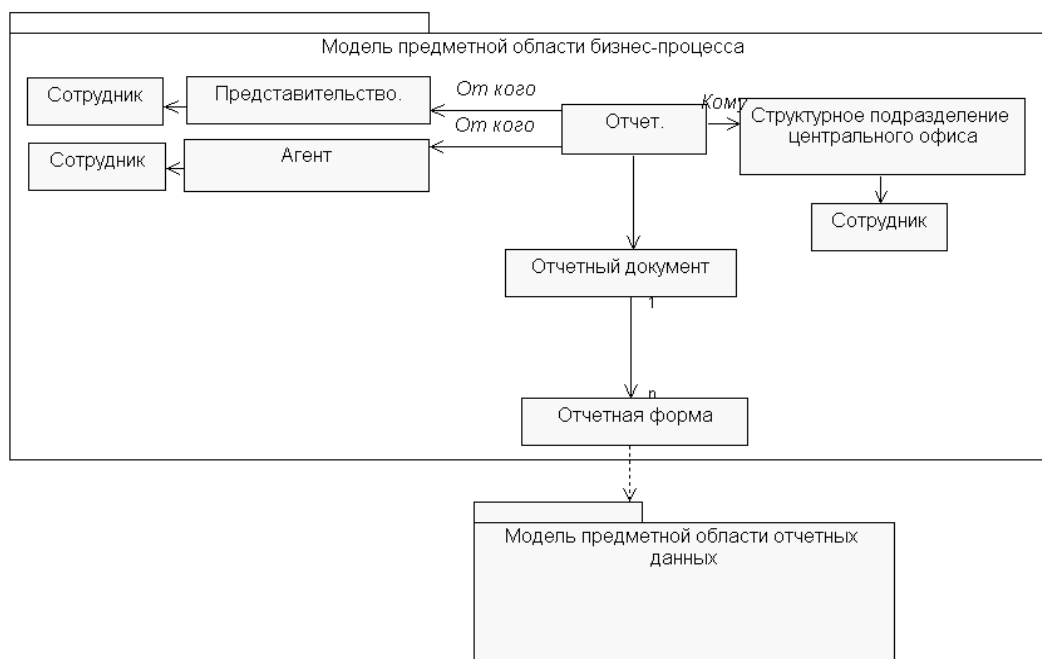 Модель предметной области бизнес-процесса
Сотрудник
Представительство.
От кого
Отчет.
Кому
Структурное подразделение
центрального офиса
Сотрудник
Агент
От кого
Сотрудник
Отчетный документ
1
n
Отчетная форма
Модель предметной области отчетных
данных